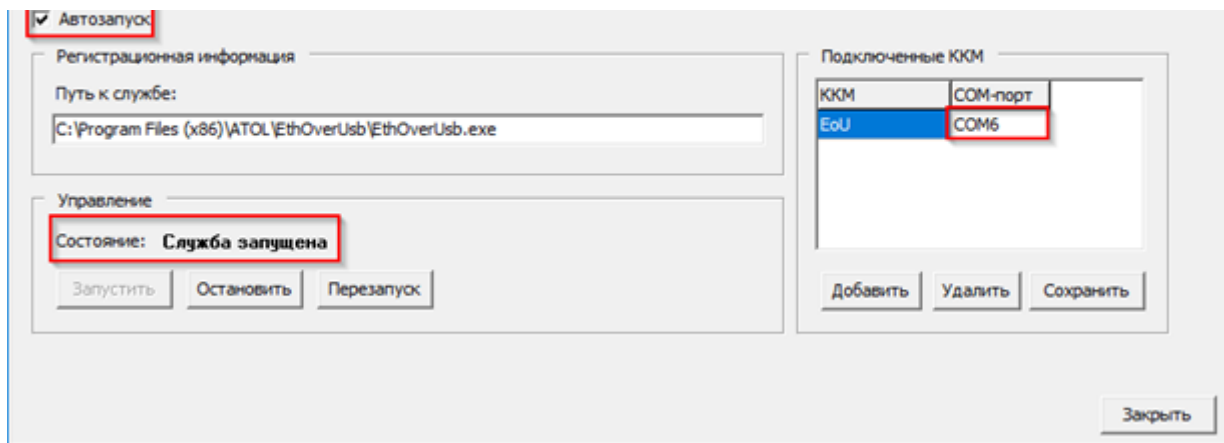 Автозапуск
Регистрационная информация
Путь к службе:
C:\Program Files (x86)\ATOL\EthOverUsb\EthOverUsb.exe
Управление
Состояние: Служба запущена
Запустить Остановить Перезапуск
Подключенные ККМ
ККМ COM-порт
EoU COM6
Добавить Удалить Сохранить
Закрыть